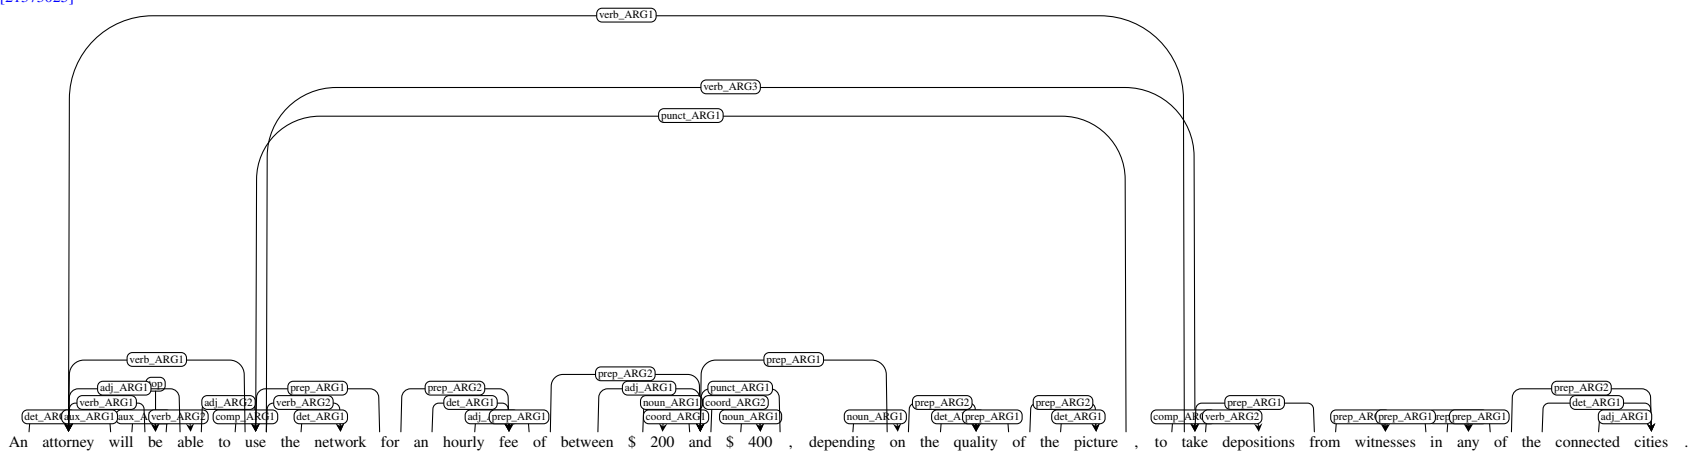 verb_ARG1
verb_ARG3
punct_ARG1
verb_ARG1 prep_ARG1
prep_ARG2
adj_ARG1 prep_ARG1 prep_ARG2 adj_ARG1 punct_ARG1 prep_ARG2
verb_ARG1 adj_ARG2 verb_ARG2 det_ARG1 noun_ARG1 coord_ARG2 prep_ARG2 prep_ARG2 prep_ARG1 det_ARG1
aux_ARG1 verb_ARG2 comp_ARG1 det_ARG1 prep_ARG1 coord_ARG1 noun_ARG1 noun_ARG1 prep_ARG1 det_ARG1 verb_ARG2 prep_ARG1 prep_ARG1 adj_ARG1
An attorney will be able to use the network for an hourly fee of between $ 200 and $ 400 , depending on the quality of the picture , to take depositions from witnesses in any of the connected cities .